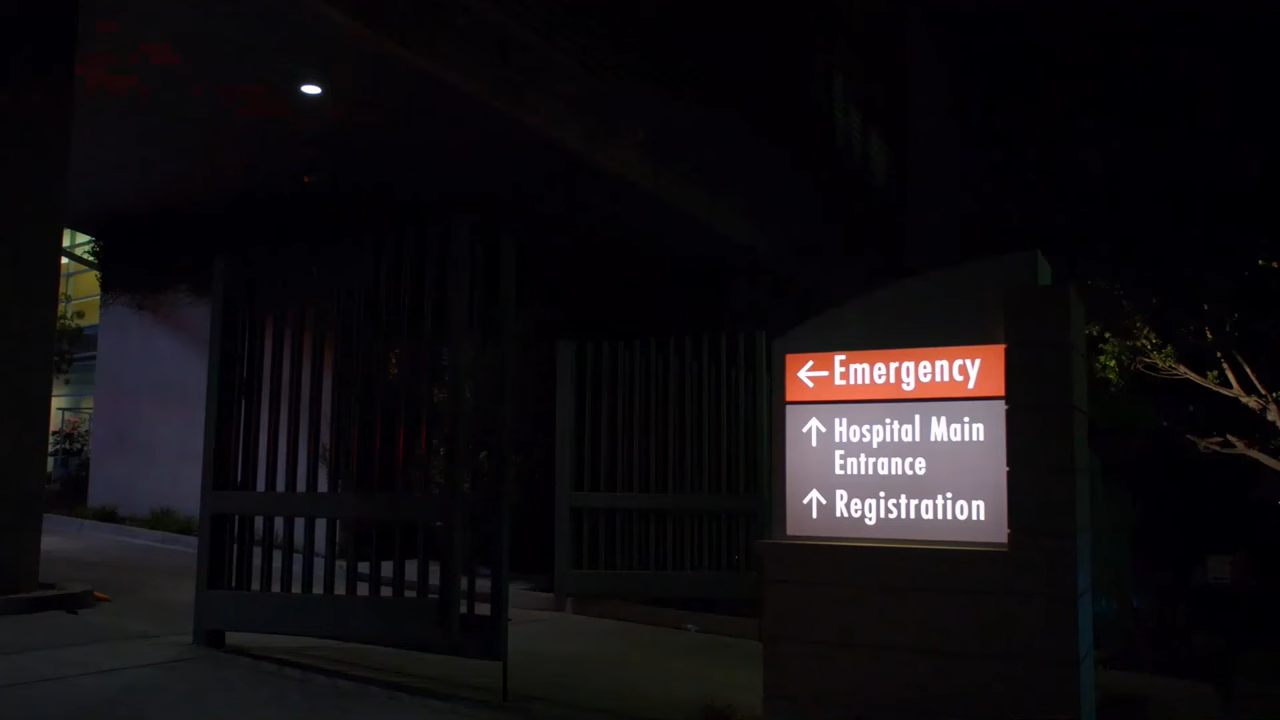 ← Emergency
↑ Hospital Main
Entrance
↑ Registration